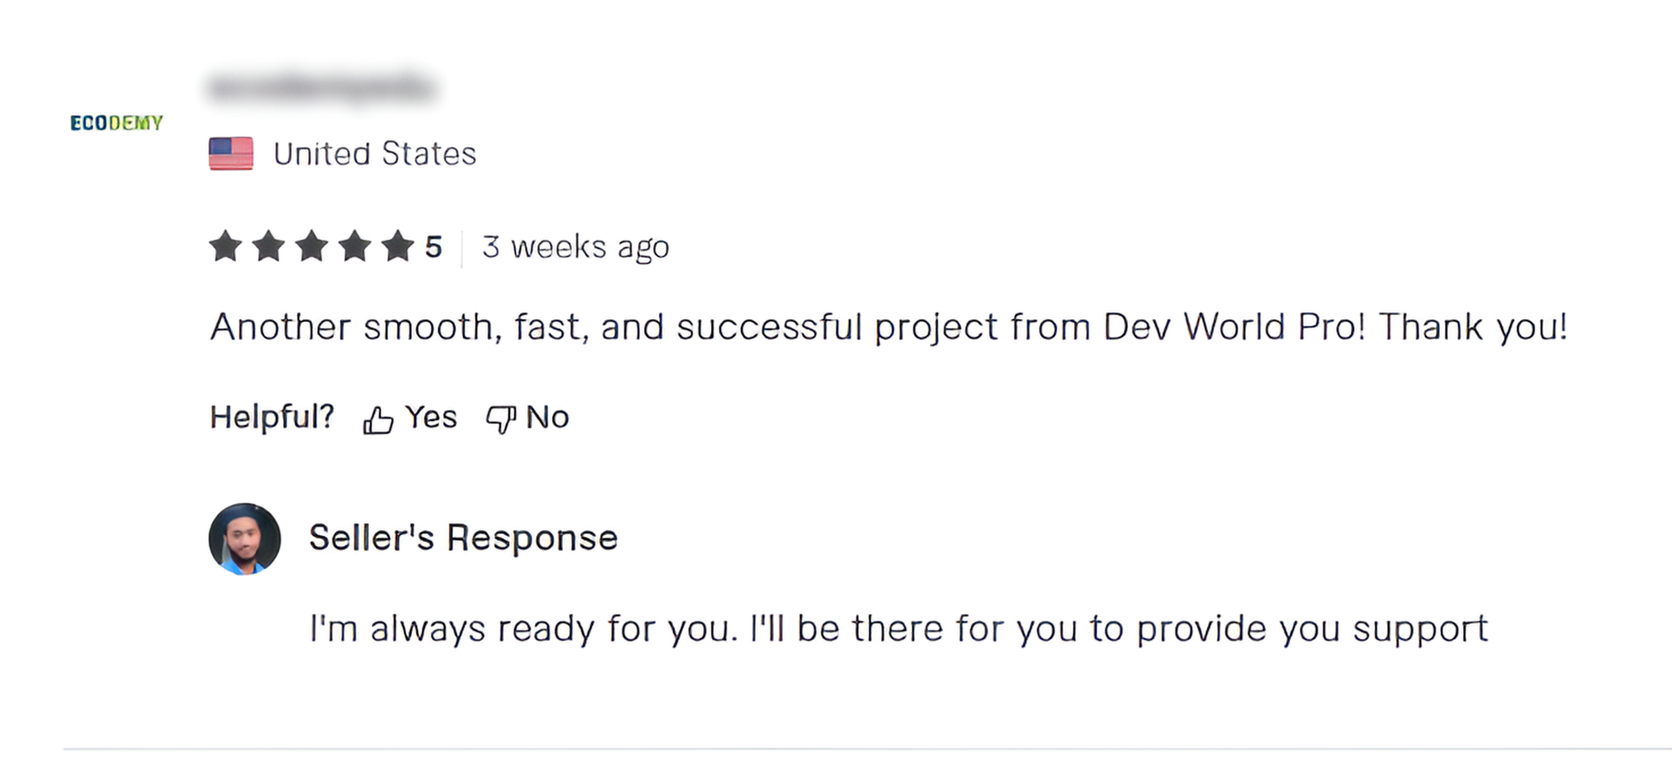 ECODEMY
United States
5 3 weeks ago
Another smooth, fast, and successful project from Dev World Pro! Thank you!
Helpful? Yes No
Seller's Response
I'm always ready for you. I'll be there for you to provide you support